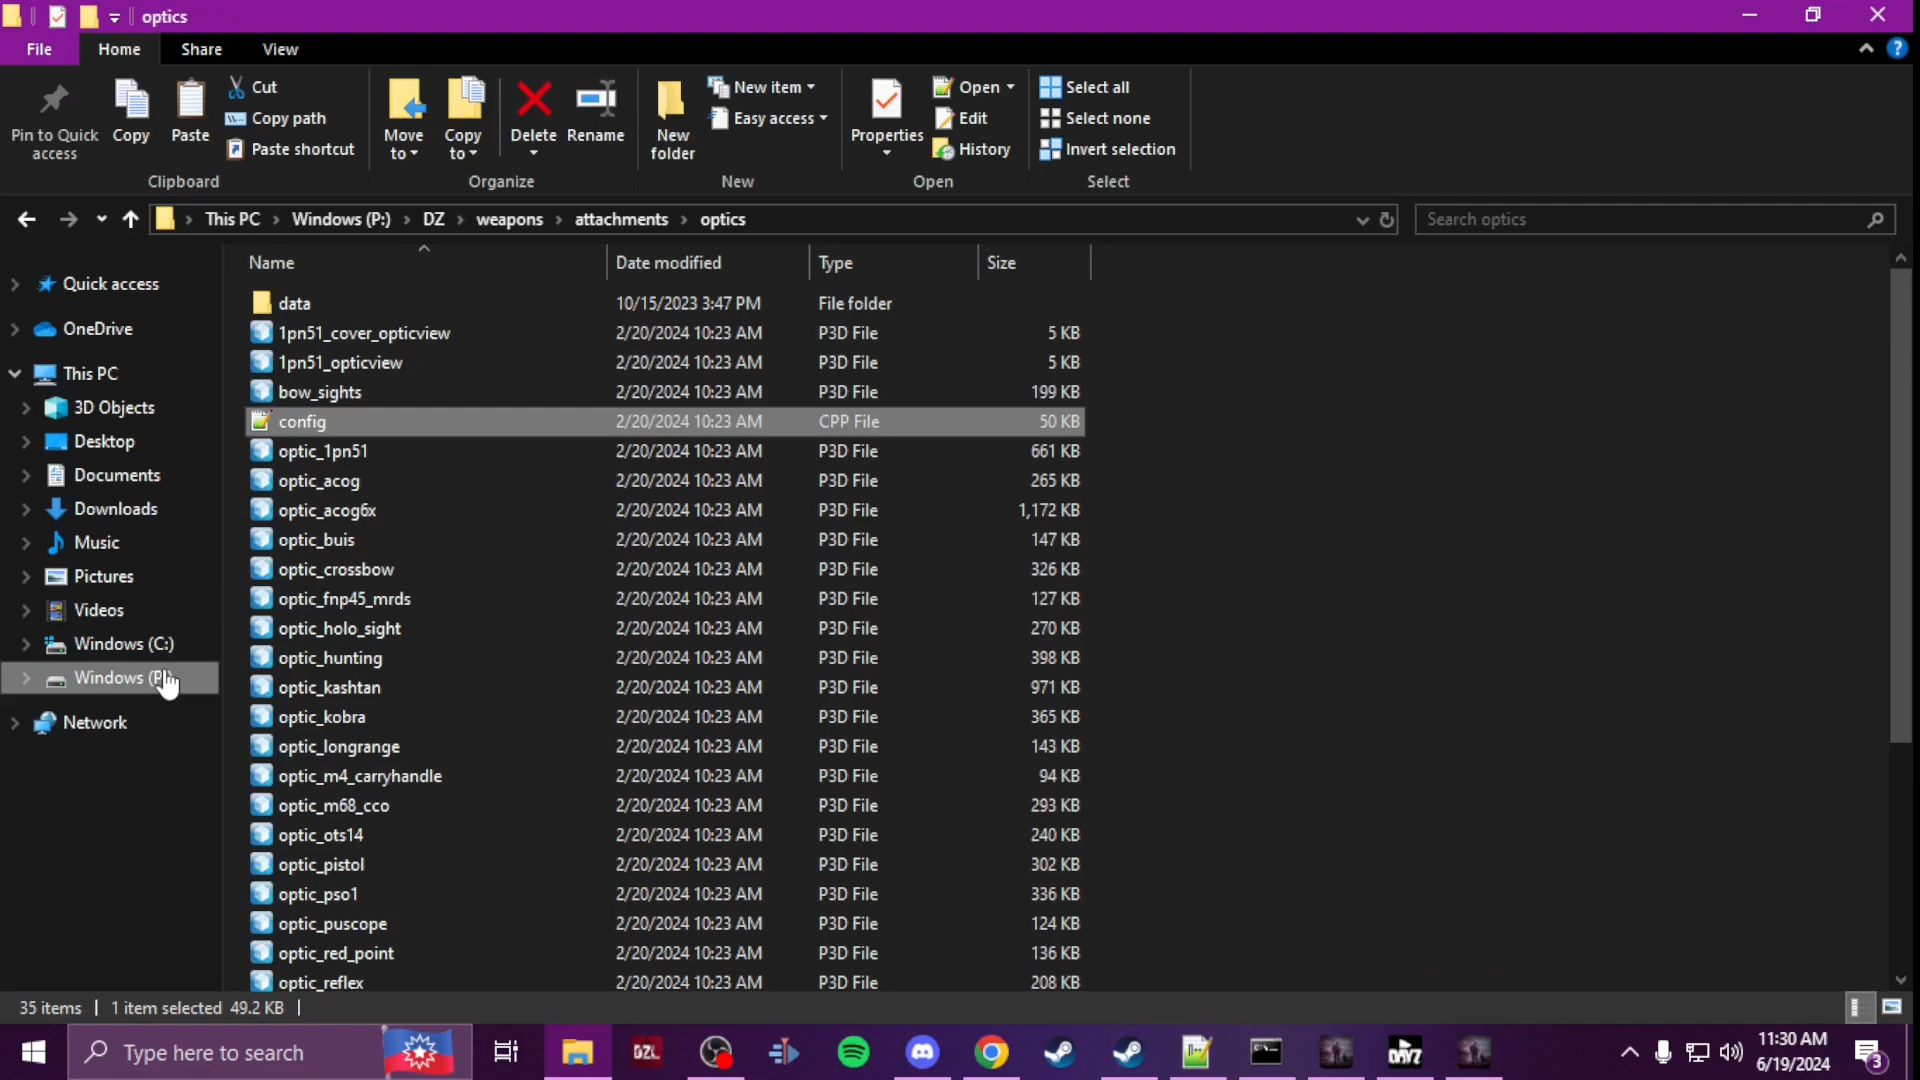 optics
File Home Share View
Pin to Quick access
Copy
Paste
Cut
Copy path
Paste shortcut
Clipboard
Move to
Copy to
Delete
Rename
Organize
New folder
New item
Easy access
New
Properties
Open
Edit
History
Open
Select all
Select none
Invert selection
Select
This PC > Windows (P:) > DZ > weapons > attachments > optics
Search optics
Quick access
OneDrive
This PC
3D Objects
Desktop
Documents
Downloads
Music
Pictures
Videos
Windows (C:)
Windows (P
Network
Name Date modified Type Size
data 10/15/2023 3:47 PM File folder
1pn51_cover_opticview 2/20/2024 10:23 AM P3D File 5 KB
1pn51_opticview 2/20/2024 10:23 AM P3D File 5 KB
bow_sights 2/20/2024 10:23 AM P3D File 199 KB
config 2/20/2024 10:23 AM CPP File 50 KB
optic_1pn51 2/20/2024 10:23 AM P3D File 661 KB
optic_acog 2/20/2024 10:23 AM P3D File 265 KB
optic_acog6x 2/20/2024 10:23 AM P3D File 1,172 KB
optic_buis 2/20/2024 10:23 AM P3D File 147 KB
optic_crossbow 2/20/2024 10:23 AM P3D File 326 KB
optic_fnp45_mrds 2/20/2024 10:23 AM P3D File 127 KB
optic_holo_sight 2/20/2024 10:23 AM P3D File 270 KB
optic_hunting 2/20/2024 10:23 AM P3D File 398 KB
optic_kashtan 2/20/2024 10:23 AM P3D File 971 KB
optic_kobra 2/20/2024 10:23 AM P3D File 365 KB
optic_longrange 2/20/2024 10:23 AM P3D File 143 KB
optic_m4_carryhandle 2/20/2024 10:23 AM P3D File 94 KB
optic_m68_cco 2/20/2024 10:23 AM P3D File 293 KB
optic_ots14 2/20/2024 10:23 AM P3D File 240 KB
optic_pistol 2/20/2024 10:23 AM P3D File 302 KB
optic_pso1 2/20/2024 10:23 AM P3D File 336 KB
optic_puscope 2/20/2024 10:23 AM P3D File 124 KB
optic_red_point 2/20/2024 10:23 AM P3D File 136 KB
optic_reflex 2/20/2024 10:23 AM P3D File 208 KB
35 items | 1 item selected 49.2 KB |
Type here to search
DZL
DAYZ
11:30 AM
6/19/2024
3